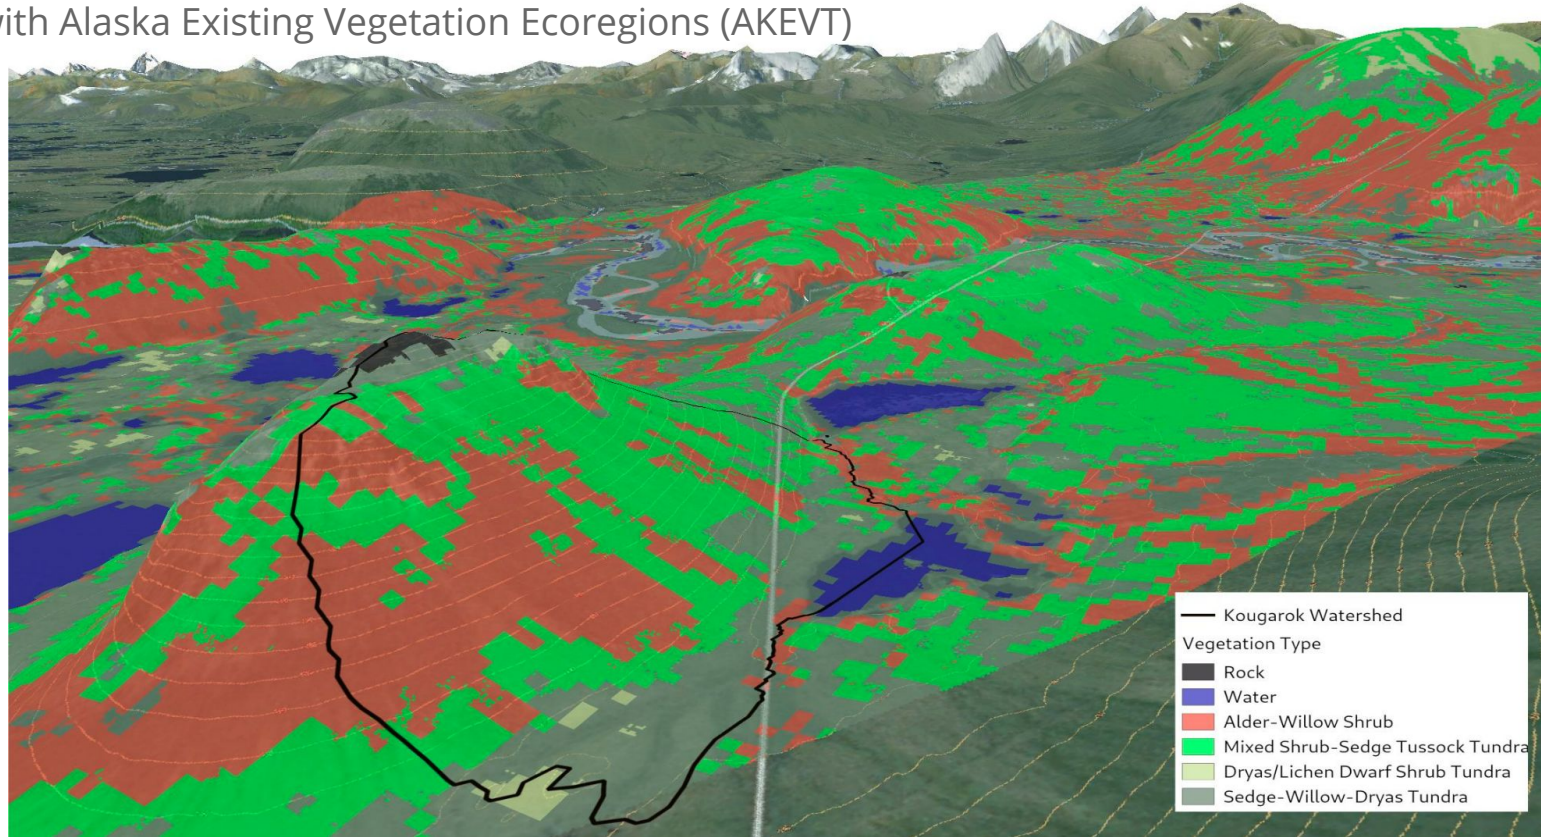 with Alaska Existing Vegetation Ecoregions (AKEVT)
Kougarok Watershed
Vegetation Type
Rock
Water
Alder-Willow Shrub
Mixed Shrub-Sedge Tussock Tundra
Dryas/Lichen Dwarf Shrub Tundra
Sedge-Willow-Dryas Tundra